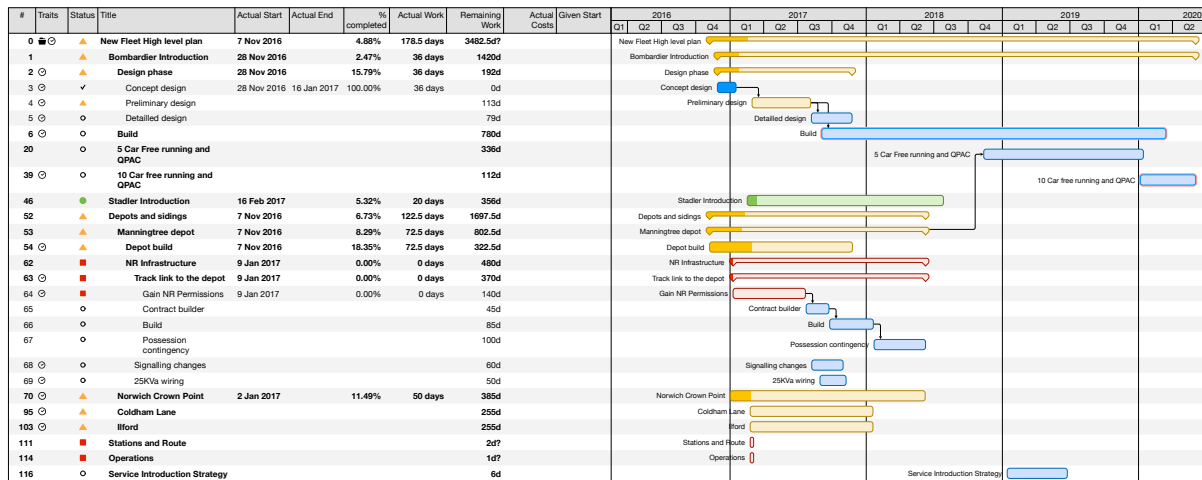 # Traits Status Title Actual Start Actual End % completed Actual Work Remaining Work Actual Costs Given Start 2016 2017 2018 2019 2020
Q1 Q2 Q3 Q4 Q1 Q2 Q3 Q4 Q1 Q2 Q3 Q4 Q1 Q2 Q3 Q4 Q1 Q2
0 New Fleet High level plan 7 Nov 2016 4.88% 178.5 days 3482.5d? New Fleet High level plan
1 Bombardier Introduction 28 Nov 2016 2.47% 36 days 1420d Bombardier Introduction
2 Design phase 28 Nov 2016 15.79% 36 days 192d Design phase
3 Concept design 28 Nov 2016 16 Jan 2017 100.00% 36 days 0d Concept design
4 Preliminary design 113d Preliminary design
5 Detailled design 79d Detailled design
6 Build 780d Build
20 5 Car Free running and QPAC 336d 5 Car Free running and QPAC
39 10 Car free running and QPAC 112d 10 Car free running and QPAC
46 Stadler Introduction 16 Feb 2017 5.32% 20 days 356d Stadler Introduction
52 Depots and sidings 7 Nov 2016 6.73% 122.5 days 1697.5d Depots and sidings
53 Manningtree depot 7 Nov 2016 8.29% 72.5 days 802.5d Manningtree depot
54 Depot build 7 Nov 2016 18.35% 72.5 days 322.5d Depot build
62 NR Infrastructure 9 Jan 2017 0.00% 0 days 480d NR Infrastructure
63 Track link to the depot 9 Jan 2017 0.00% 0 days 370d Track link to the depot
64 Gain NR Permissions 9 Jan 2017 0.00% 0 days 140d Gain NR Permissions
65 Contract builder 45d Contract builder
66 Build 85d Build
67 Possession contingency 100d Possession contingency
68 Signalling changes 60d Signalling changes
69 25KVa wiring 50d 25KVa wiring
70 Norwich Crown Point 2 Jan 2017 11.49% 50 days 385d Norwich Crown Point
95 Coldham Lane 255d Coldham Lane
103 Ilford 255d Ilford
111 Stations and Route 2d? Stations and Route
114 Operations 1d? Operations
116 Service Introduction Strategy 6d Service Introduction Strategy